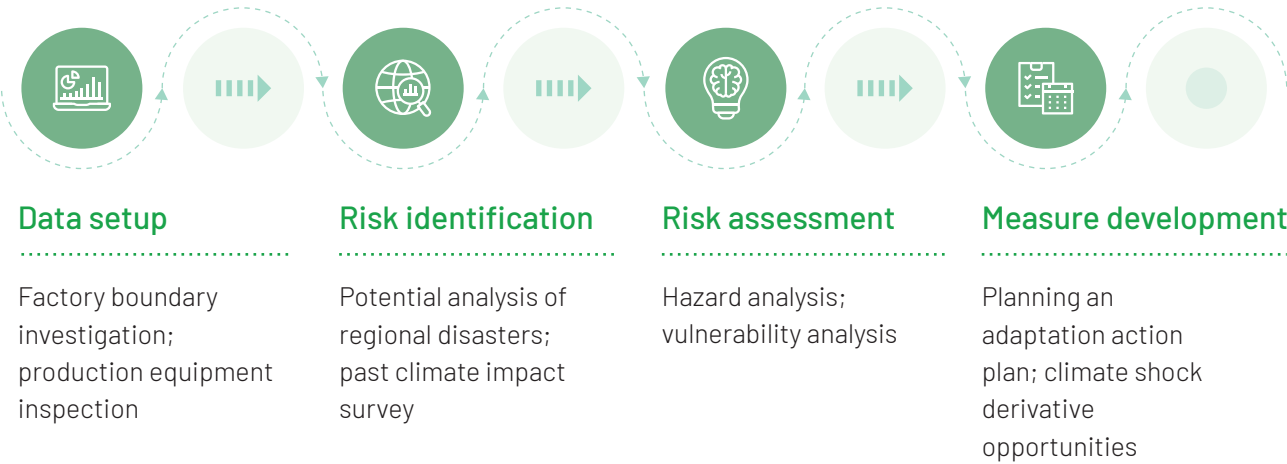 Data setup
Factory boundary
investigation;
production equipment
inspection
Risk identification
Potential analysis of
regional disasters;
past climate impact
survey
Risk assessment
Hazard analysis;
vulnerability analysis
Measure development
Planning an
adaptation action
plan; climate shock
derivative
opportunities